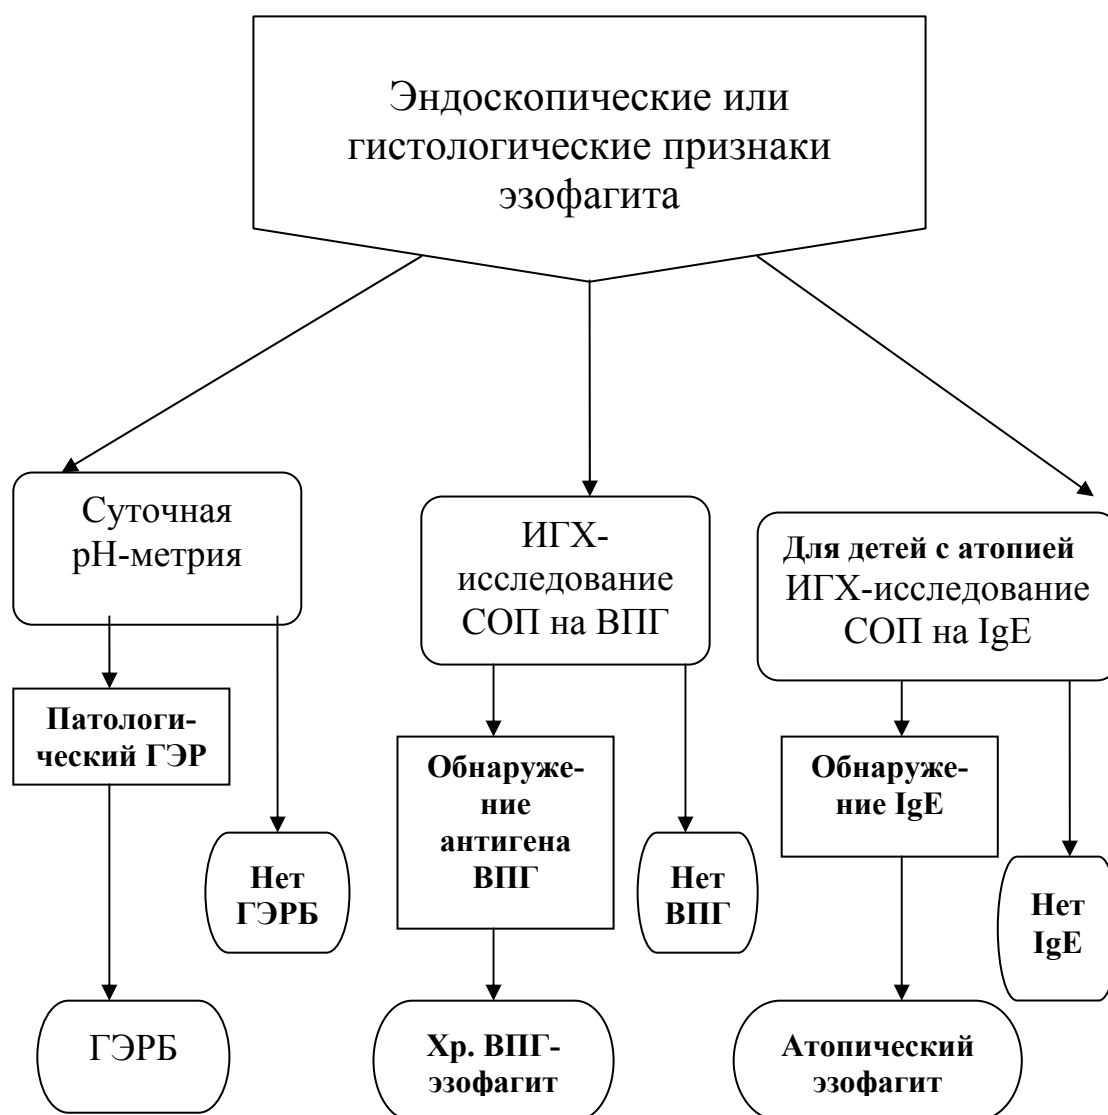 Эндоскопические или
гистологические признаки
эзофагита
Суточная
рН-метрия
ИГХ-
исследование
СОП на ВПГ
Для детей с атопией
ИГХ-исследование
СОП на IgE
Патологи-
ческий ГЭР
Обнаруже-
ние
антигена
ВПГ
Обнаруже-
ние IgE
Нет
ГЭРБ
Нет
ВПГ
Нет
IgE
ГЭРБ
Хр. ВПГ-
эзофагит
Атопический
эзофагит